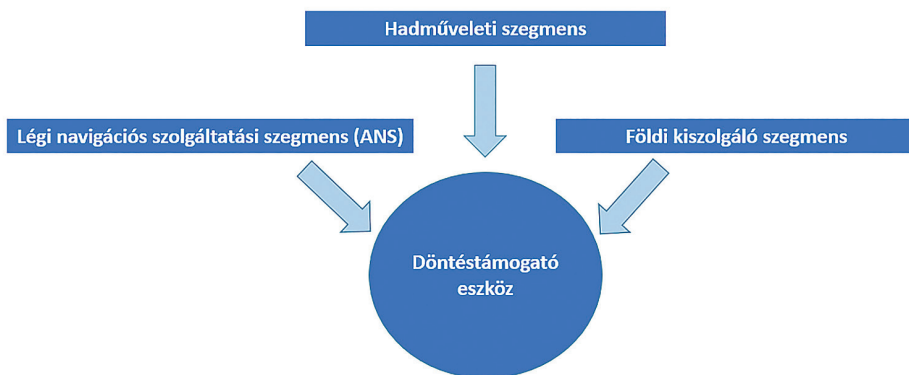 Hadműveleti szegmens
Légi navigációs szolgáltatási szegmens (ANS)
Földi kiszolgáló szegmens
Döntéstámogató
eszköz